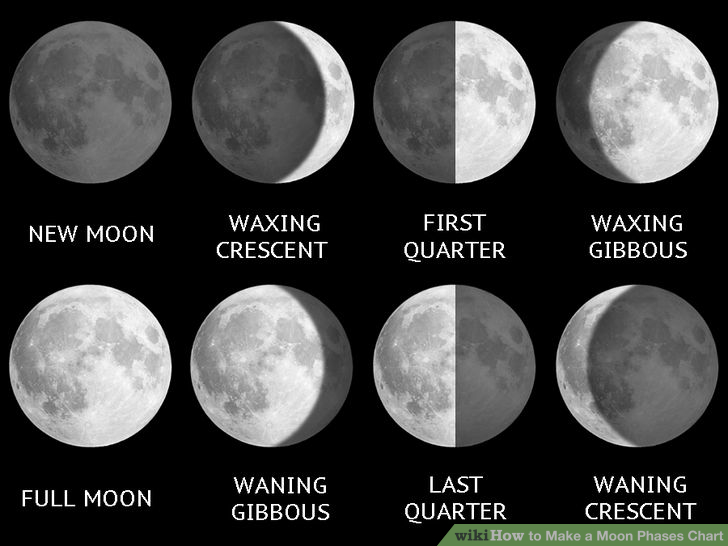 NEW MOON
WAXING
CRESCENT
FIRST
QUARTER
WAXING
GIBBOUS
FULL MOON
WANING
GIBBOUS
LAST
QUARTER
WANING
CRESCENT
wikiHow to Make a Moon Phases Chart